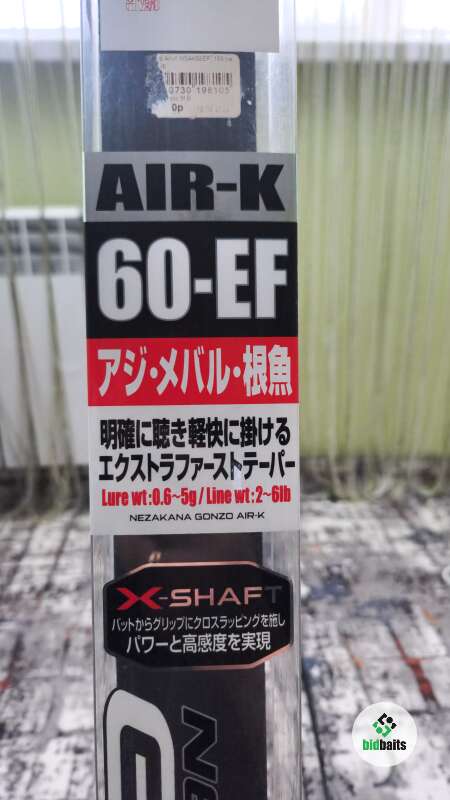 AIR-K
60-EF
アジ・メバル・根魚
明確に聴き軽快に掛ける
エクストラファーストテーパー
Lure wt:0.6~5g / Line wt:2~6lb
NEZAKANA GONZO AIR-K
X-SHAFT
バットからグリップにクロスラッピングを施し
パワーと高感度を実現
bidbaits